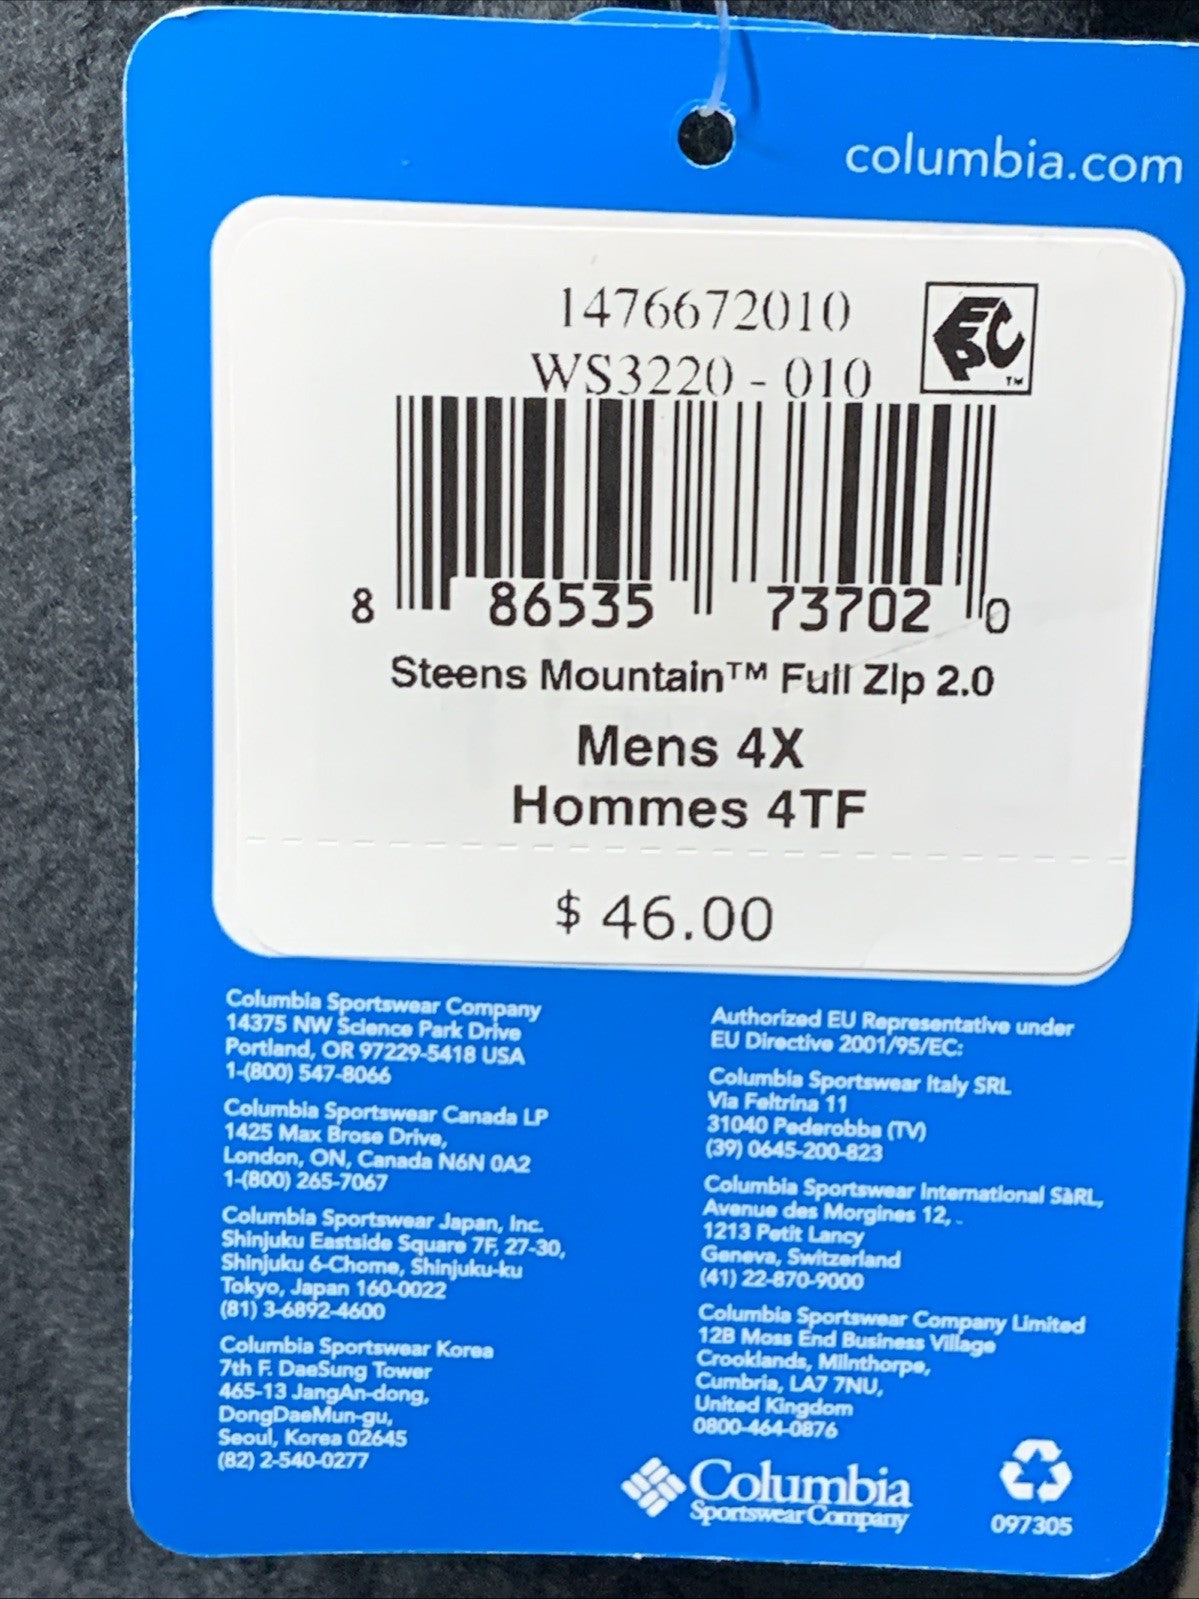 columbia.com
1476672010
WS3220 - 010
EPC
TM
8 86535 73702 0
Steens Mountain™ Full Zip 2.0
Mens 4X
Hommes 4TF
$ 46.00
Columbia Sportswear Company
14375 NW Science Park Drive
Portland, OR 97229-5418 USA
1-(800) 547-8066
Columbia Sportswear Canada LP
1425 Max Brose Drive,
London, ON, Canada N6N 0A2
1-(800) 265-7067
Columbia Sportswear Japan, Inc.
Shinjuku Eastside Square 7F, 27-30,
Shinjuku 6-Chome, Shinjuku-ku
Tokyo, Japan 160-0022
(81) 3-6892-4600
Columbia Sportswear Korea
7th F. DaeSung Tower
465-13 JangAn-dong,
DongDaeMun-gu,
Seoul, Korea 02645
(82) 2-540-0277
Authorized EU Representative under
EU Directive 2001/95/EC:
Columbia Sportswear Italy SRL
Via Feltrina 11
31040 Pederobba (TV)
(39) 0645-200-823
Columbia Sportswear International SàRL,
Avenue des Morgines 12,
1213 Petit Lancy
Geneva, Switzerland
(41) 22-870-9000
Columbia Sportswear Company Limited
12B Moss End Business Village
Crooklands, Milnthorpe,
Cumbria, LA7 7NU,
United Kingdom
0800-464-0876
Columbia
Sportswear Company
097305